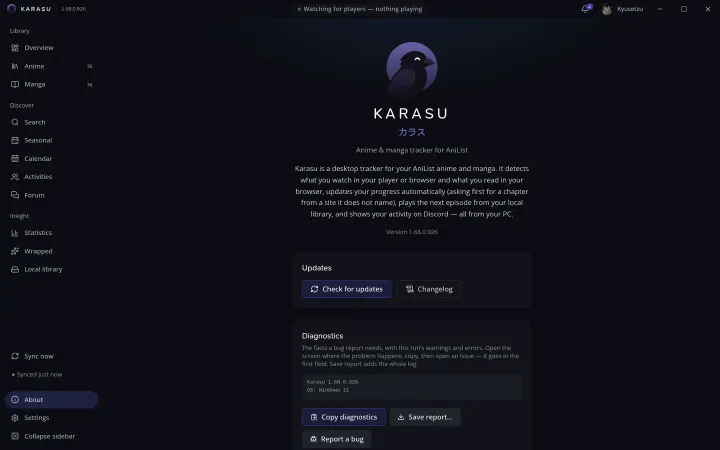 KARASU 1.68.0.926
Watching for players — nothing playing
4
Kyusetzu
Library
Overview
Anime 36
Manga 36
Discover
Search
Seasonal
Calendar
Activities
Forum
Insight
Statistics
Wrapped
Local library
Sync now
Synced just now
About
Settings
Collapse sidebar
KARASU
カラス
Anime & manga tracker for AniList
Karasu is a desktop tracker for your AniList anime and manga. It detects
what you watch in your player or browser and what you read in your
browser, updates your progress automatically (asking first for a chapter
from a site it does not name), plays the next episode from your local
library, and shows your activity on Discord — all from your PC.
Version 1.68.0.926
Updates
Check for updates
Changelog
Diagnostics
The facts a bug report needs, with this run's warnings and errors. Open the
screen where the problem happens, copy, then open an issue — it goes in the
first field. Save report adds the whole log.
Karasu 1.68.0.926
OS: Windows 11
Copy diagnostics
Save report...
Report a bug